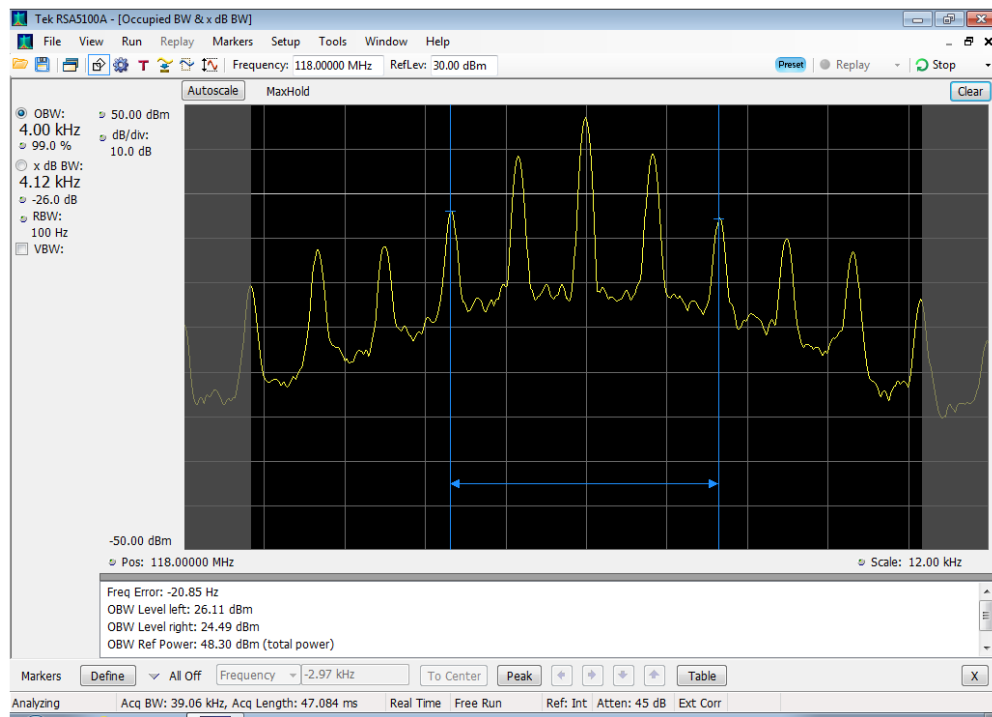 Tek RSA5100A - [Occupied BW & x dB BW]
File View Run Replay Markers Setup Tools Window Help
T Frequency: 118.00000 MHz RefLev: 30.00 dBm Preset Replay Stop
Autoscale MaxHold Clear
OBW:
4.00 kHz
99.0 %
x dB BW:
4.12 kHz
-26.0 dB
RBW:
100 Hz
VBW:
50.00 dBm
dB/div:
10.0 dB
-50.00 dBm
Pos: 118.00000 MHz Scale: 12.00 kHz
Freq Error: -20.85 Hz
OBW Level left: 26.11 dBm
OBW Level right: 24.49 dBm
OBW Ref Power: 48.30 dBm (total power)
Markers Define All Off Frequency -2.97 kHz To Center Peak Table X
Analyzing Acq BW: 39.06 kHz, Acq Length: 47.084 ms Real Time Free Run Ref: Int Atten: 45 dB Ext Corr